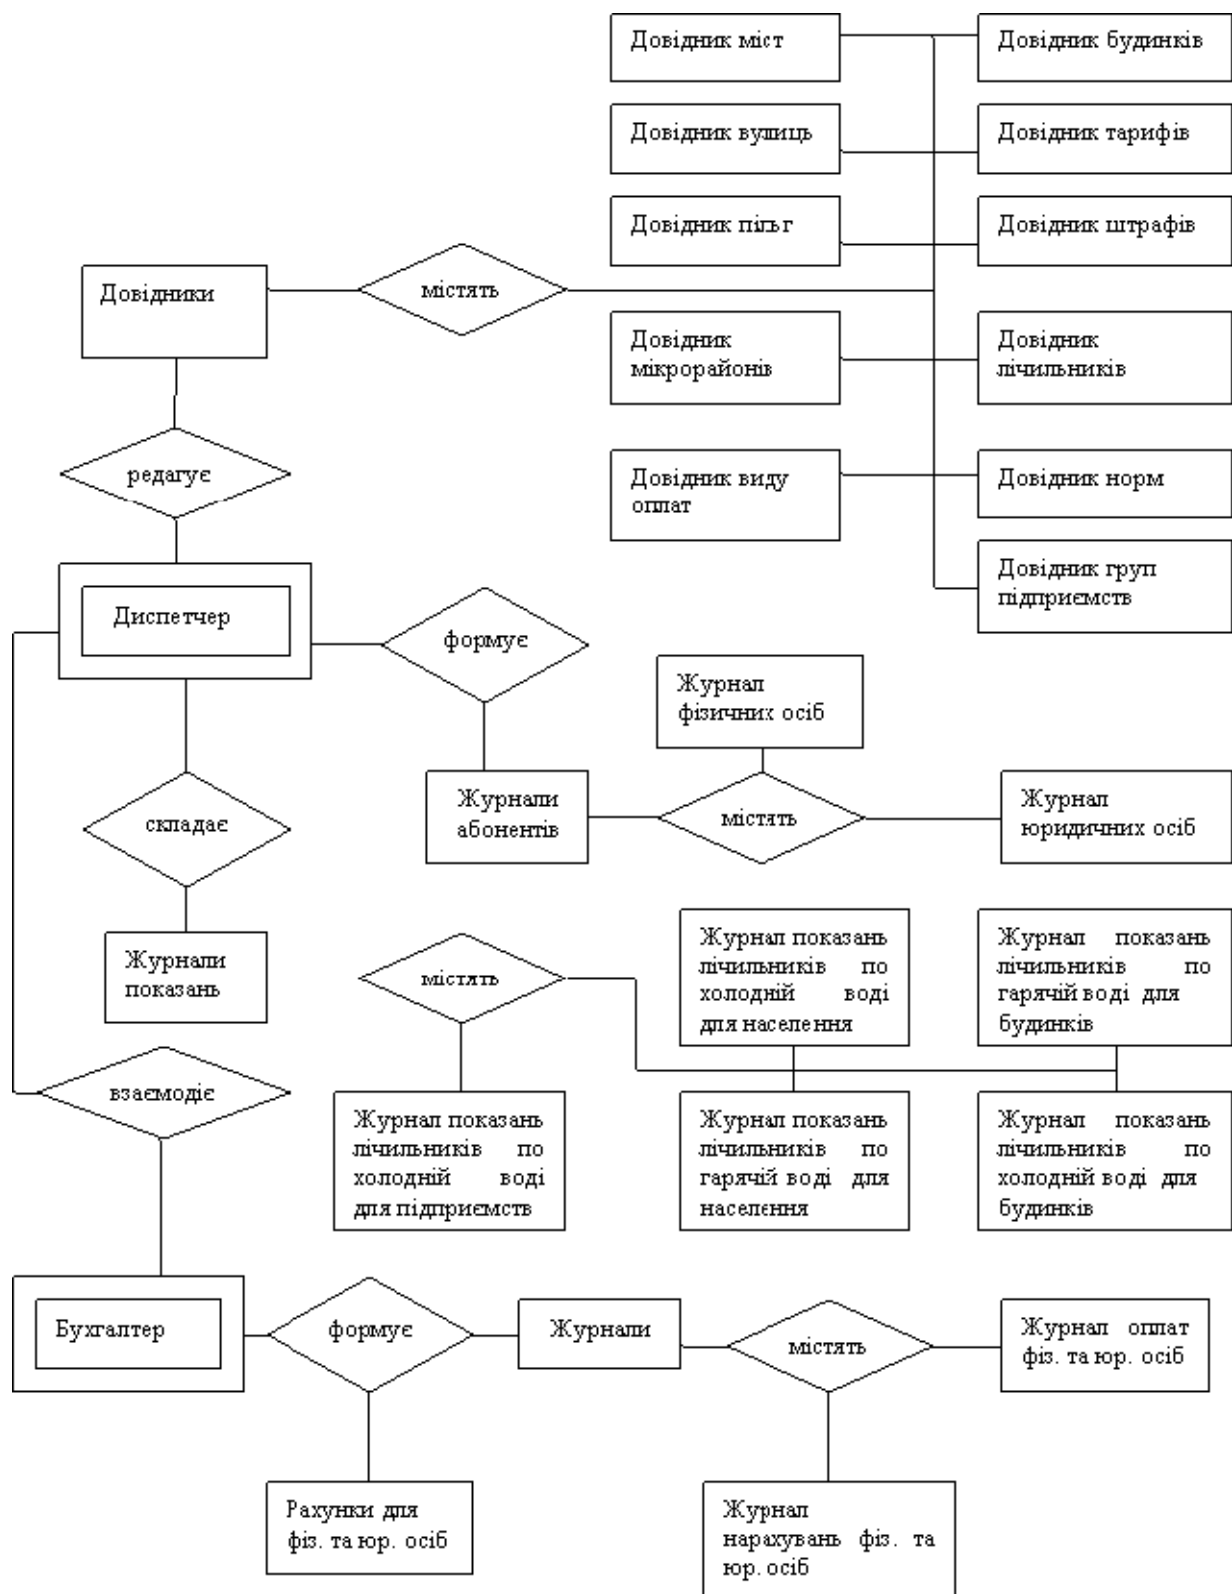 Довідник міст
Довідник будинків
Довідник вулиць
Довідник тарифів
Довідник пільг
Довідник штрафів
Довідники
містять
Довідник
мікрорайонів
Довідник
лічильників
редагує
Довідник виду
оплат
Довідник норм
Довідник груп
підприємств
Диспетчер
формує
Журнал
фізичних осіб
складає
Журнали
абонентів
містять
Журнал
юридичних осіб
Журнали
показань
містять
Журнал показань
лічильників по
холодній воді
для населення
Журнал показань
лічильників по
гарячій воді для
будинків
взаємодіє
Журнал показань
лічильників по
холодній воді
для підприємств
Журнал показань
лічильників по
гарячій воді для
населення
Журнал показань
лічильників по
холодній воді для
будинків
Бухгалтер
формує
Журнали
містять
Журнал оплат
фіз. та юр. осіб
Рахунки для
фіз. та юр. осіб
Журнал
нарахувань фіз. та
юр. осіб